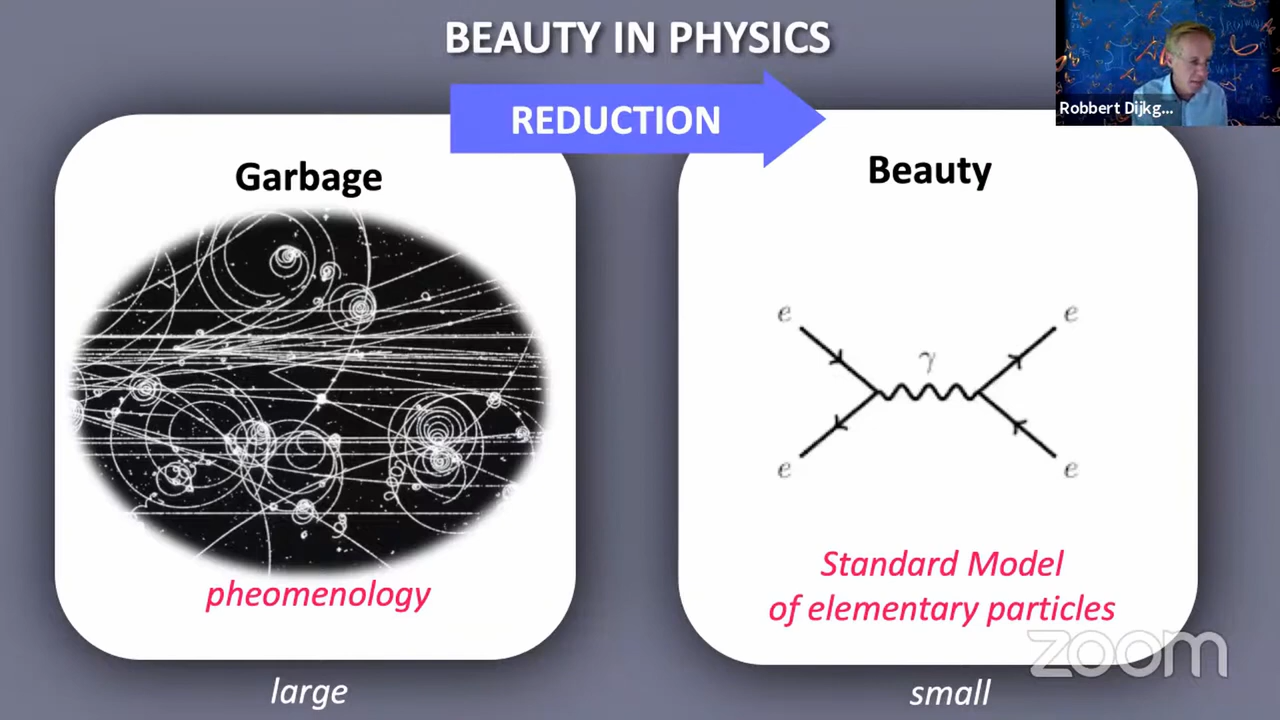 BEAUTY IN PHYSICS
REDUCTION
Robbert Dijkg...
Garbage
Beauty
e
e
γ
e
e
pheomenology
Standard Model
of elementary particles
zoom
large
small